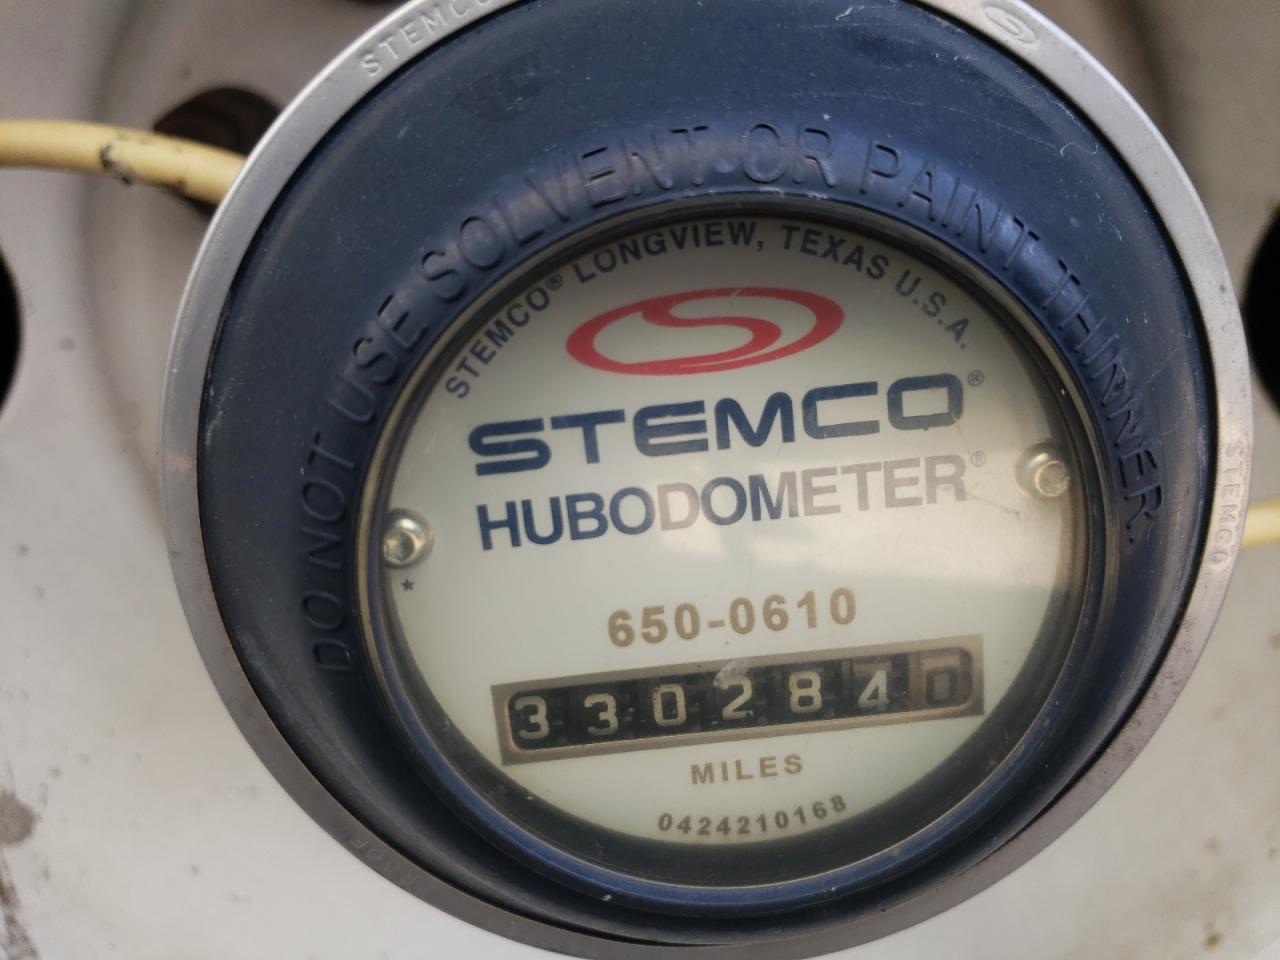 STEMCO
DO NOT USE SOLVENT OR PAINT THINNER.
STEMCO® LONGVIEW, TEXAS U.S.A.
STEMCO®
HUBODOMETER®
650-0610
3302840
MILES
0424210168
STEMCO